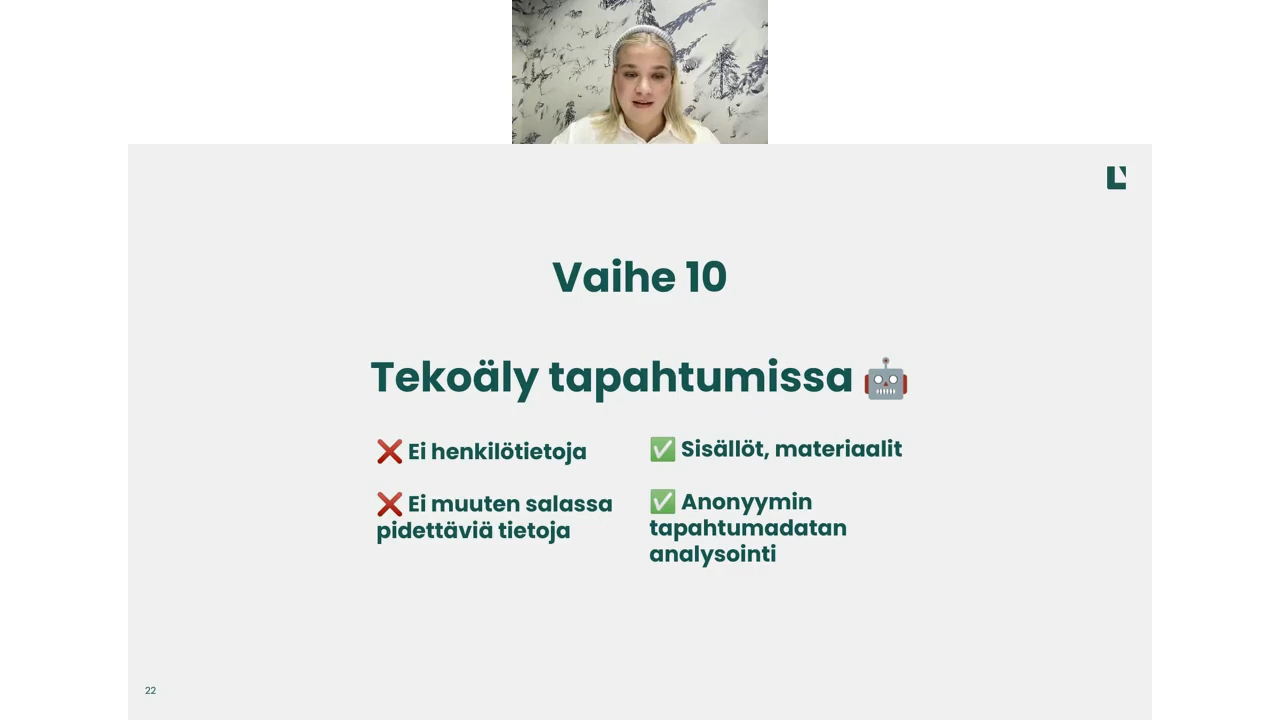 Vaihe 10
Tekoäly tapahtumissa 🤖
❌ Ei henkilötietoja
❌ Ei muuten salassa
pidettäviä tietoja
✅ Sisällöt, materiaalit
✅ Anonyymin
tapahtumadatan
analysointi
22